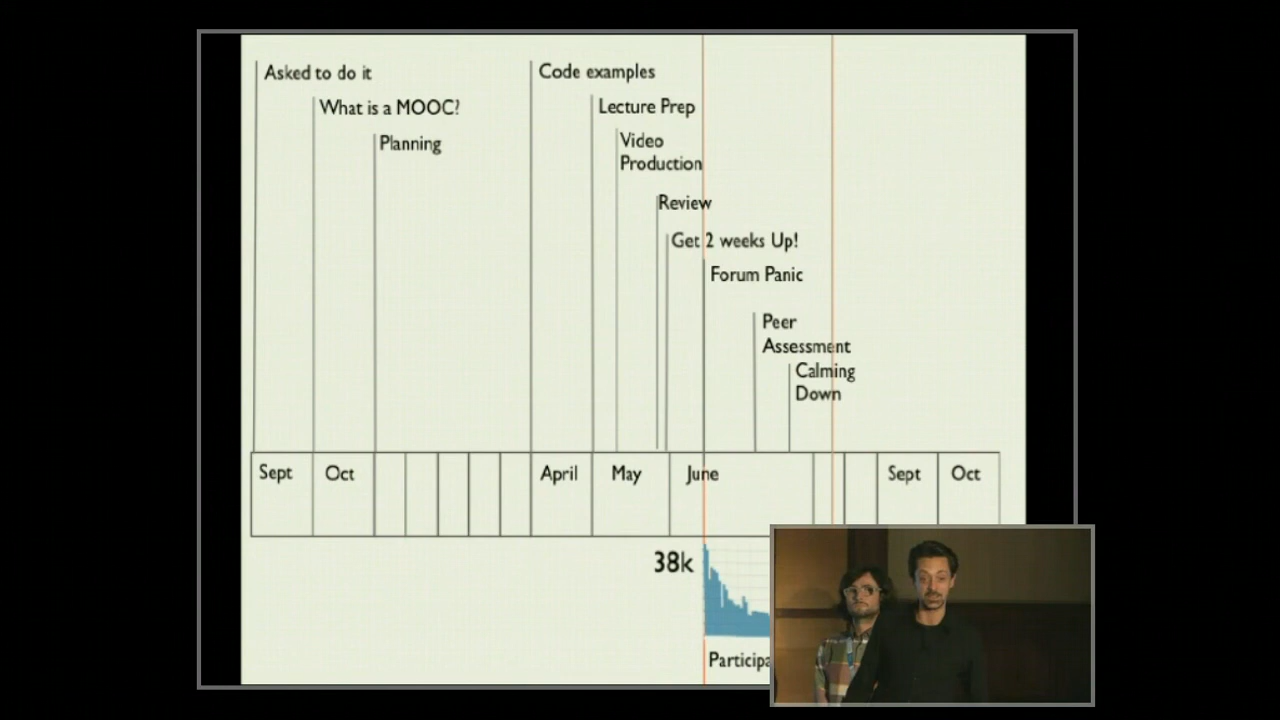 Asked to do it
Code examples
What is a MOOC?
Lecture Prep
Planning
Video
Production
Review
Get 2 weeks Up!
Forum Panic
Peer
Assessment
Calming
Down
Sept
Oct
April
May
June
Sept
Oct
38k